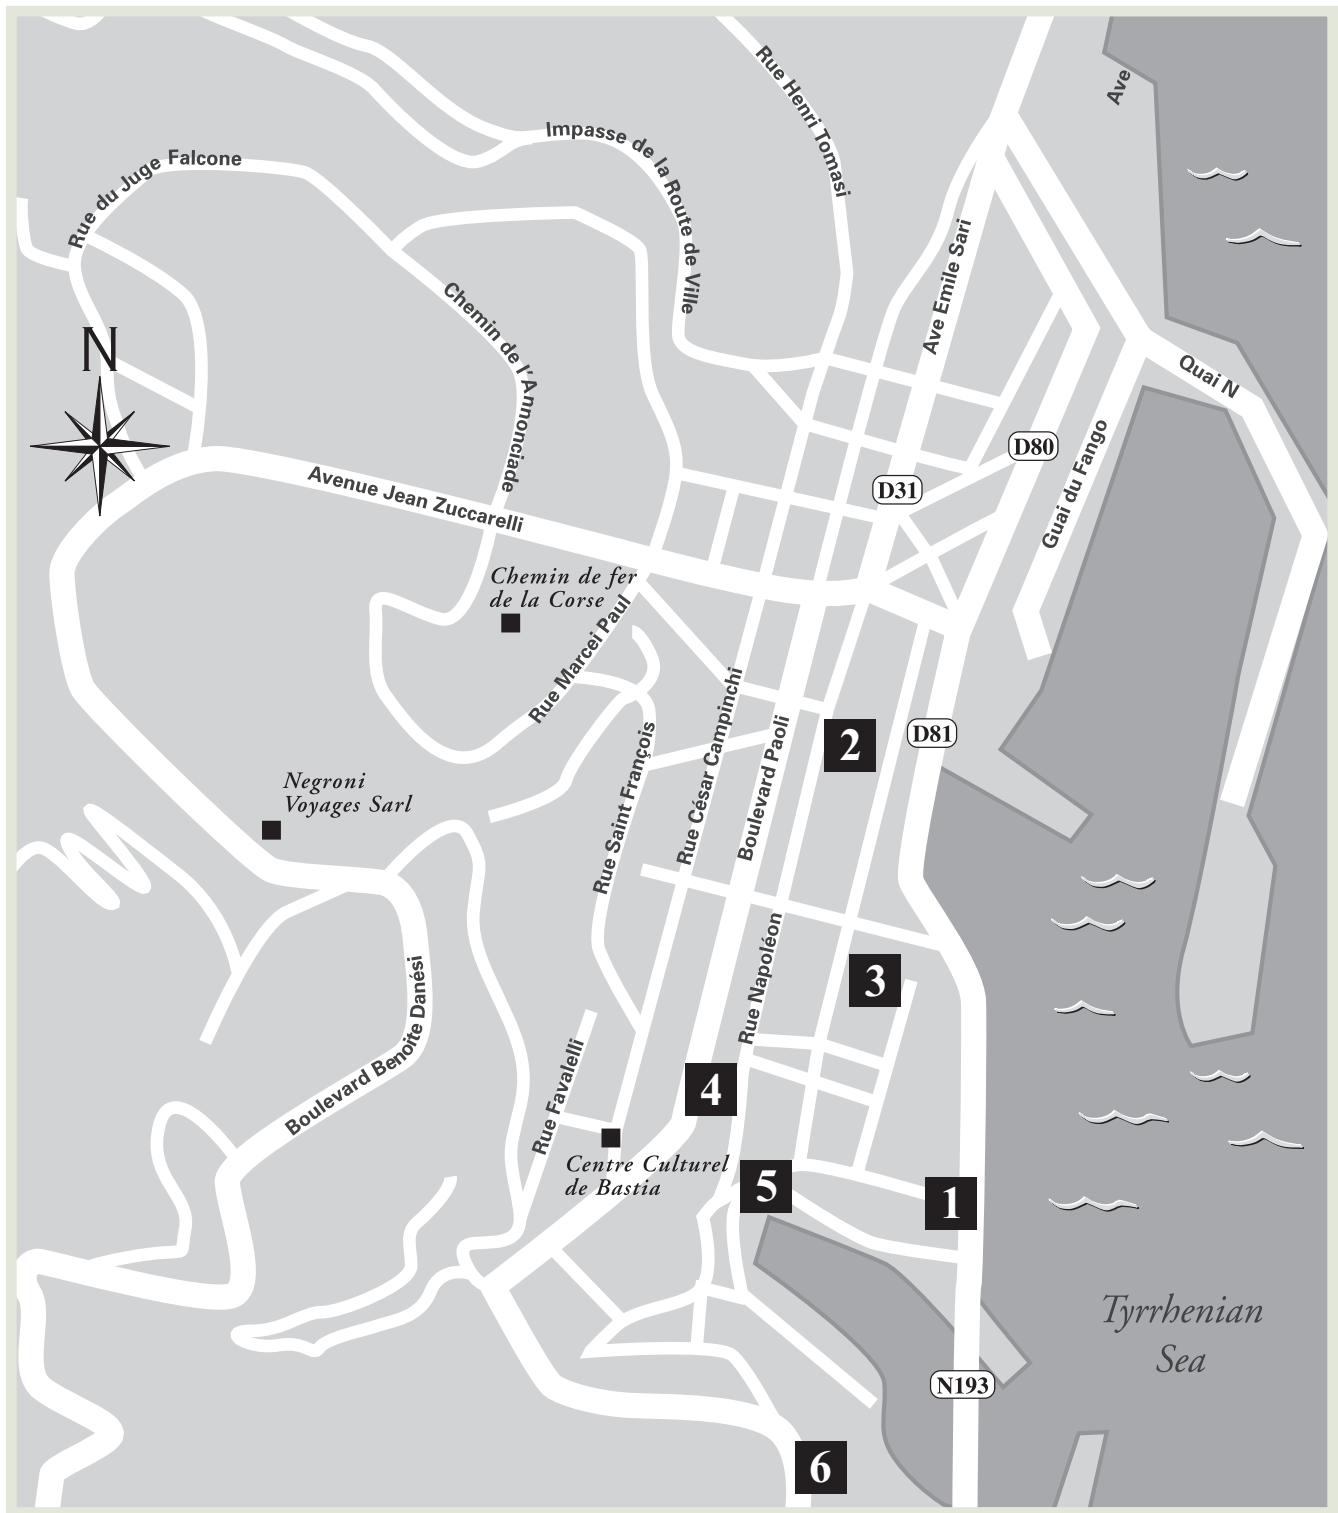 Rue Henri Tomasi
Ave
Impasse de la Route de Ville
Rue du Juge Falcone
Ave Emile Sari
N
Chemin de l'Annonciade
Quai N
D80
Guai du Fango
D31
Avenue Jean Zuccarelli
Chemin de fer
de la Corse
Rue Marcei Paul
Rue César Campinchi
Boulevard Paoli
2
D81
Rue Saint François
Negroni
Voyages Sarl
Rue Napoléon
3
Boulevard Benoite Danési
Rue Favalelli
4
Centre Culturel
de Bastia
5
1
Tyrrhenian
Sea
N193
6